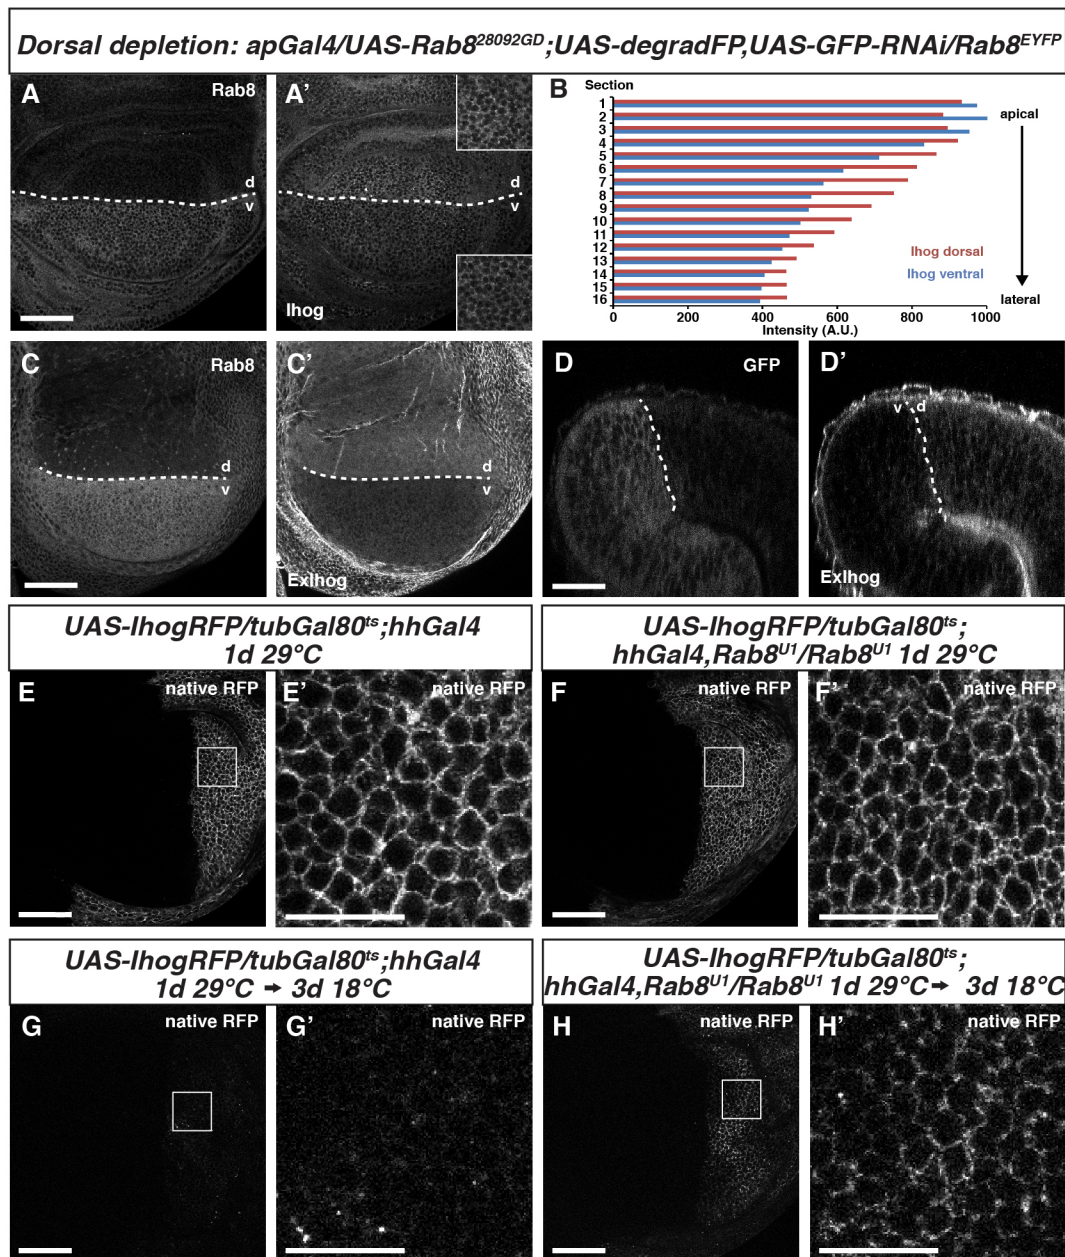 Dorsal depletion: apGal4/UAS-Rab8^28092GD;UAS-degradFP,UAS-GFP-RNAi/Rab8^EYFP
A Rab8
d
v
A'
d
v
Ihog
B Section
1
2
3
4
5
6
7
8
9
10
11
12
13
14
15
16
apical
lateral
Ihog dorsal
Ihog ventral
0 200 400 600 800 1000
Intensity (A.U.)
C Rab8
d
v
C'
d
v
ExIhog
D GFP
D'
v d
ExIhog
UAS-IhogRFP/tubGal80^ts;hhGal4
1d 29°C
UAS-IhogRFP/tubGal80^ts;
hhGal4,Rab8^U1/Rab8^U1 1d 29°C
E native RFP
E' native RFP
F native RFP
F' native RFP
UAS-IhogRFP/tubGal80^ts;hhGal4
1d 29°C → 3d 18°C
UAS-IhogRFP/tubGal80^ts;
hhGal4,Rab8^U1/Rab8^U1 1d 29°C → 3d 18°C
G native RFP
G' native RFP
H native RFP
H' native RFP